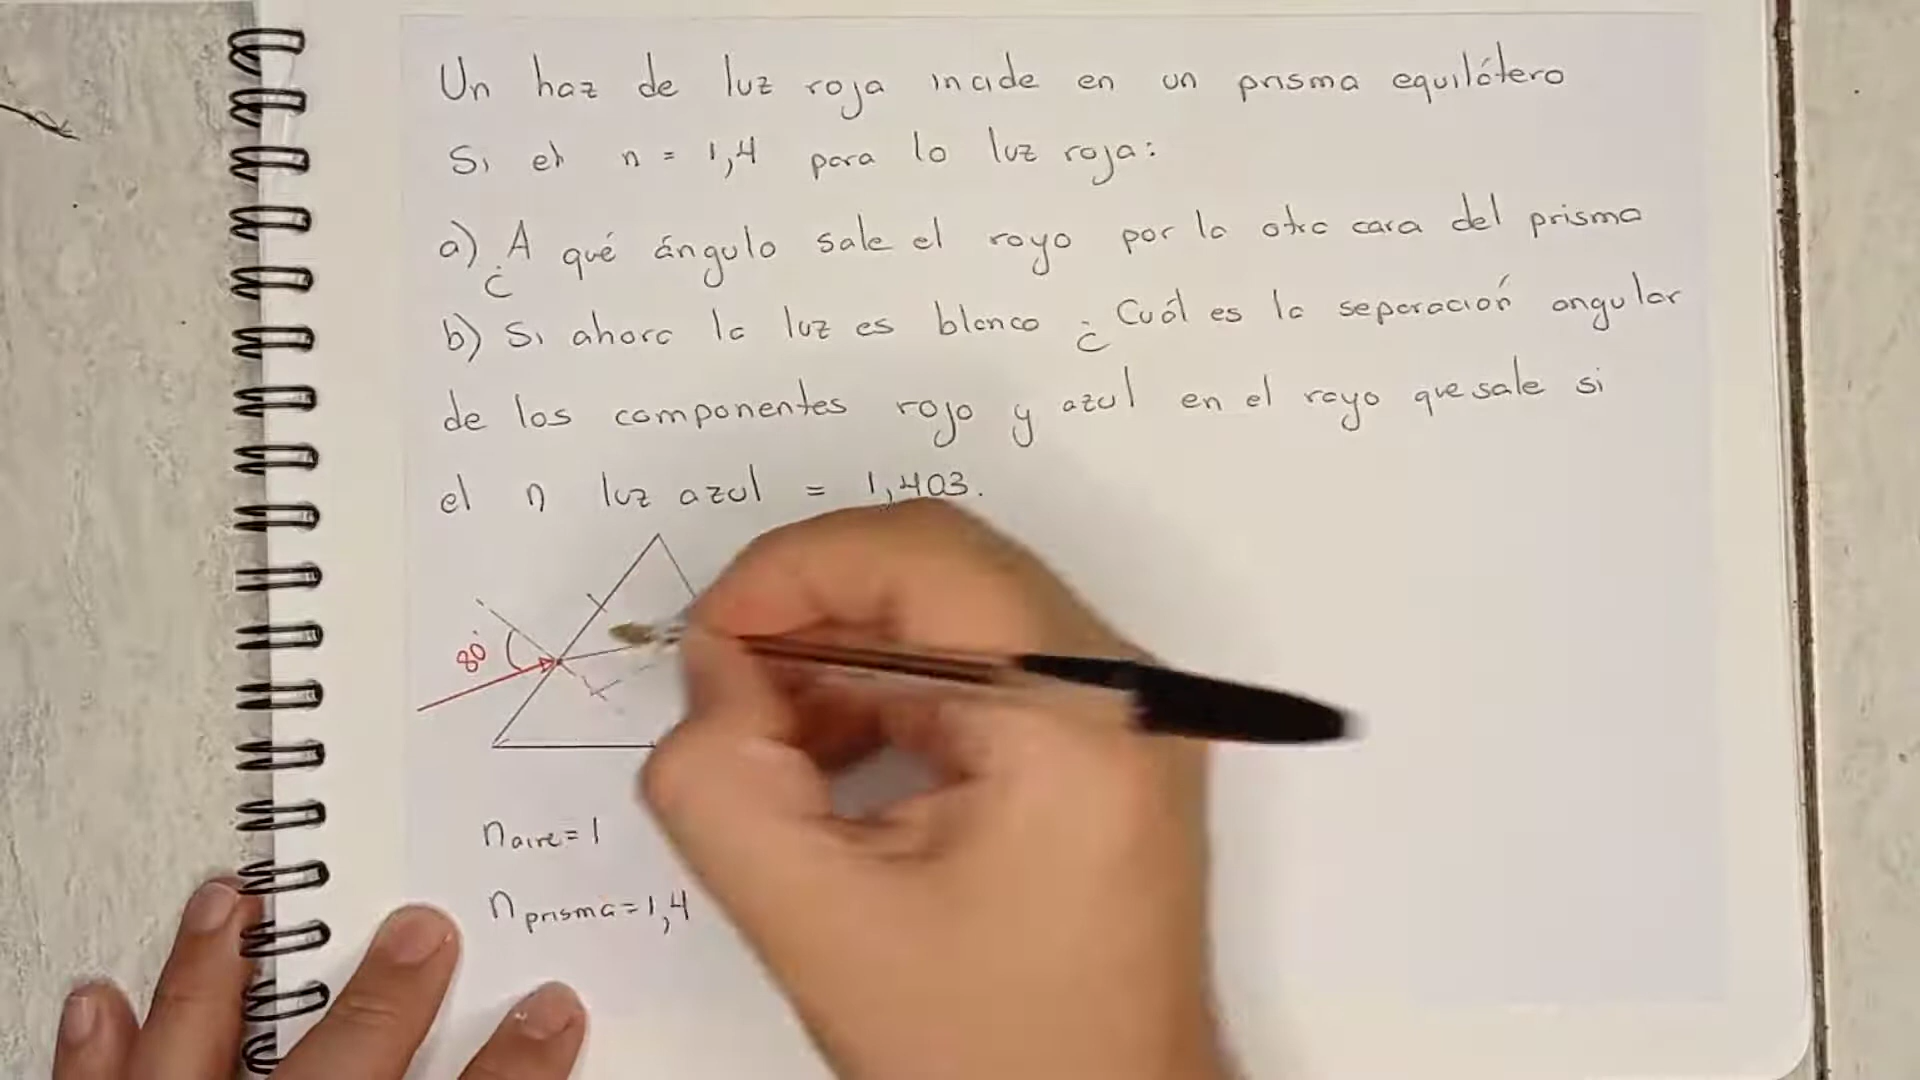 Un haz de luz roja incide en un prisma equilátero
Si el n = 1,4 para la luz roja:
a) ¿A qué ángulo sale el rayo por la otra cara del prisma
b) Si ahora la luz es blanca ¿Cuál es la separación angular
de los componentes rojo y azul en el rayo que sale si
el n luz azul = 1,403.
80°
n aire = 1
n prisma = 1,4